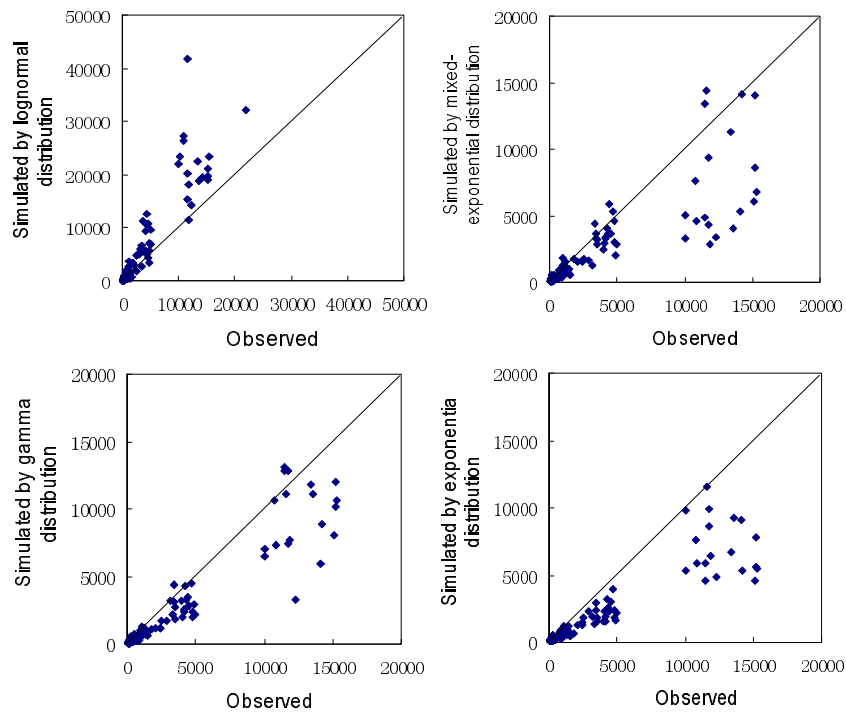 Simulated by lognormal
distribution
50000
40000
30000
20000
10000
0
0 10000 20000 30000 40000 50000
Observed
Simulated by mixed-
exponential distribution
20000
15000
10000
5000
0
0 5000 10000 15000 20000
Observed
Simulated by gamma
distribution
20000
15000
10000
5000
0
0 5000 10000 15000 20000
Observed
Simulated by exponentia
distribution
20000
15000
10000
5000
0
0 5000 10000 15000 20000
Observed